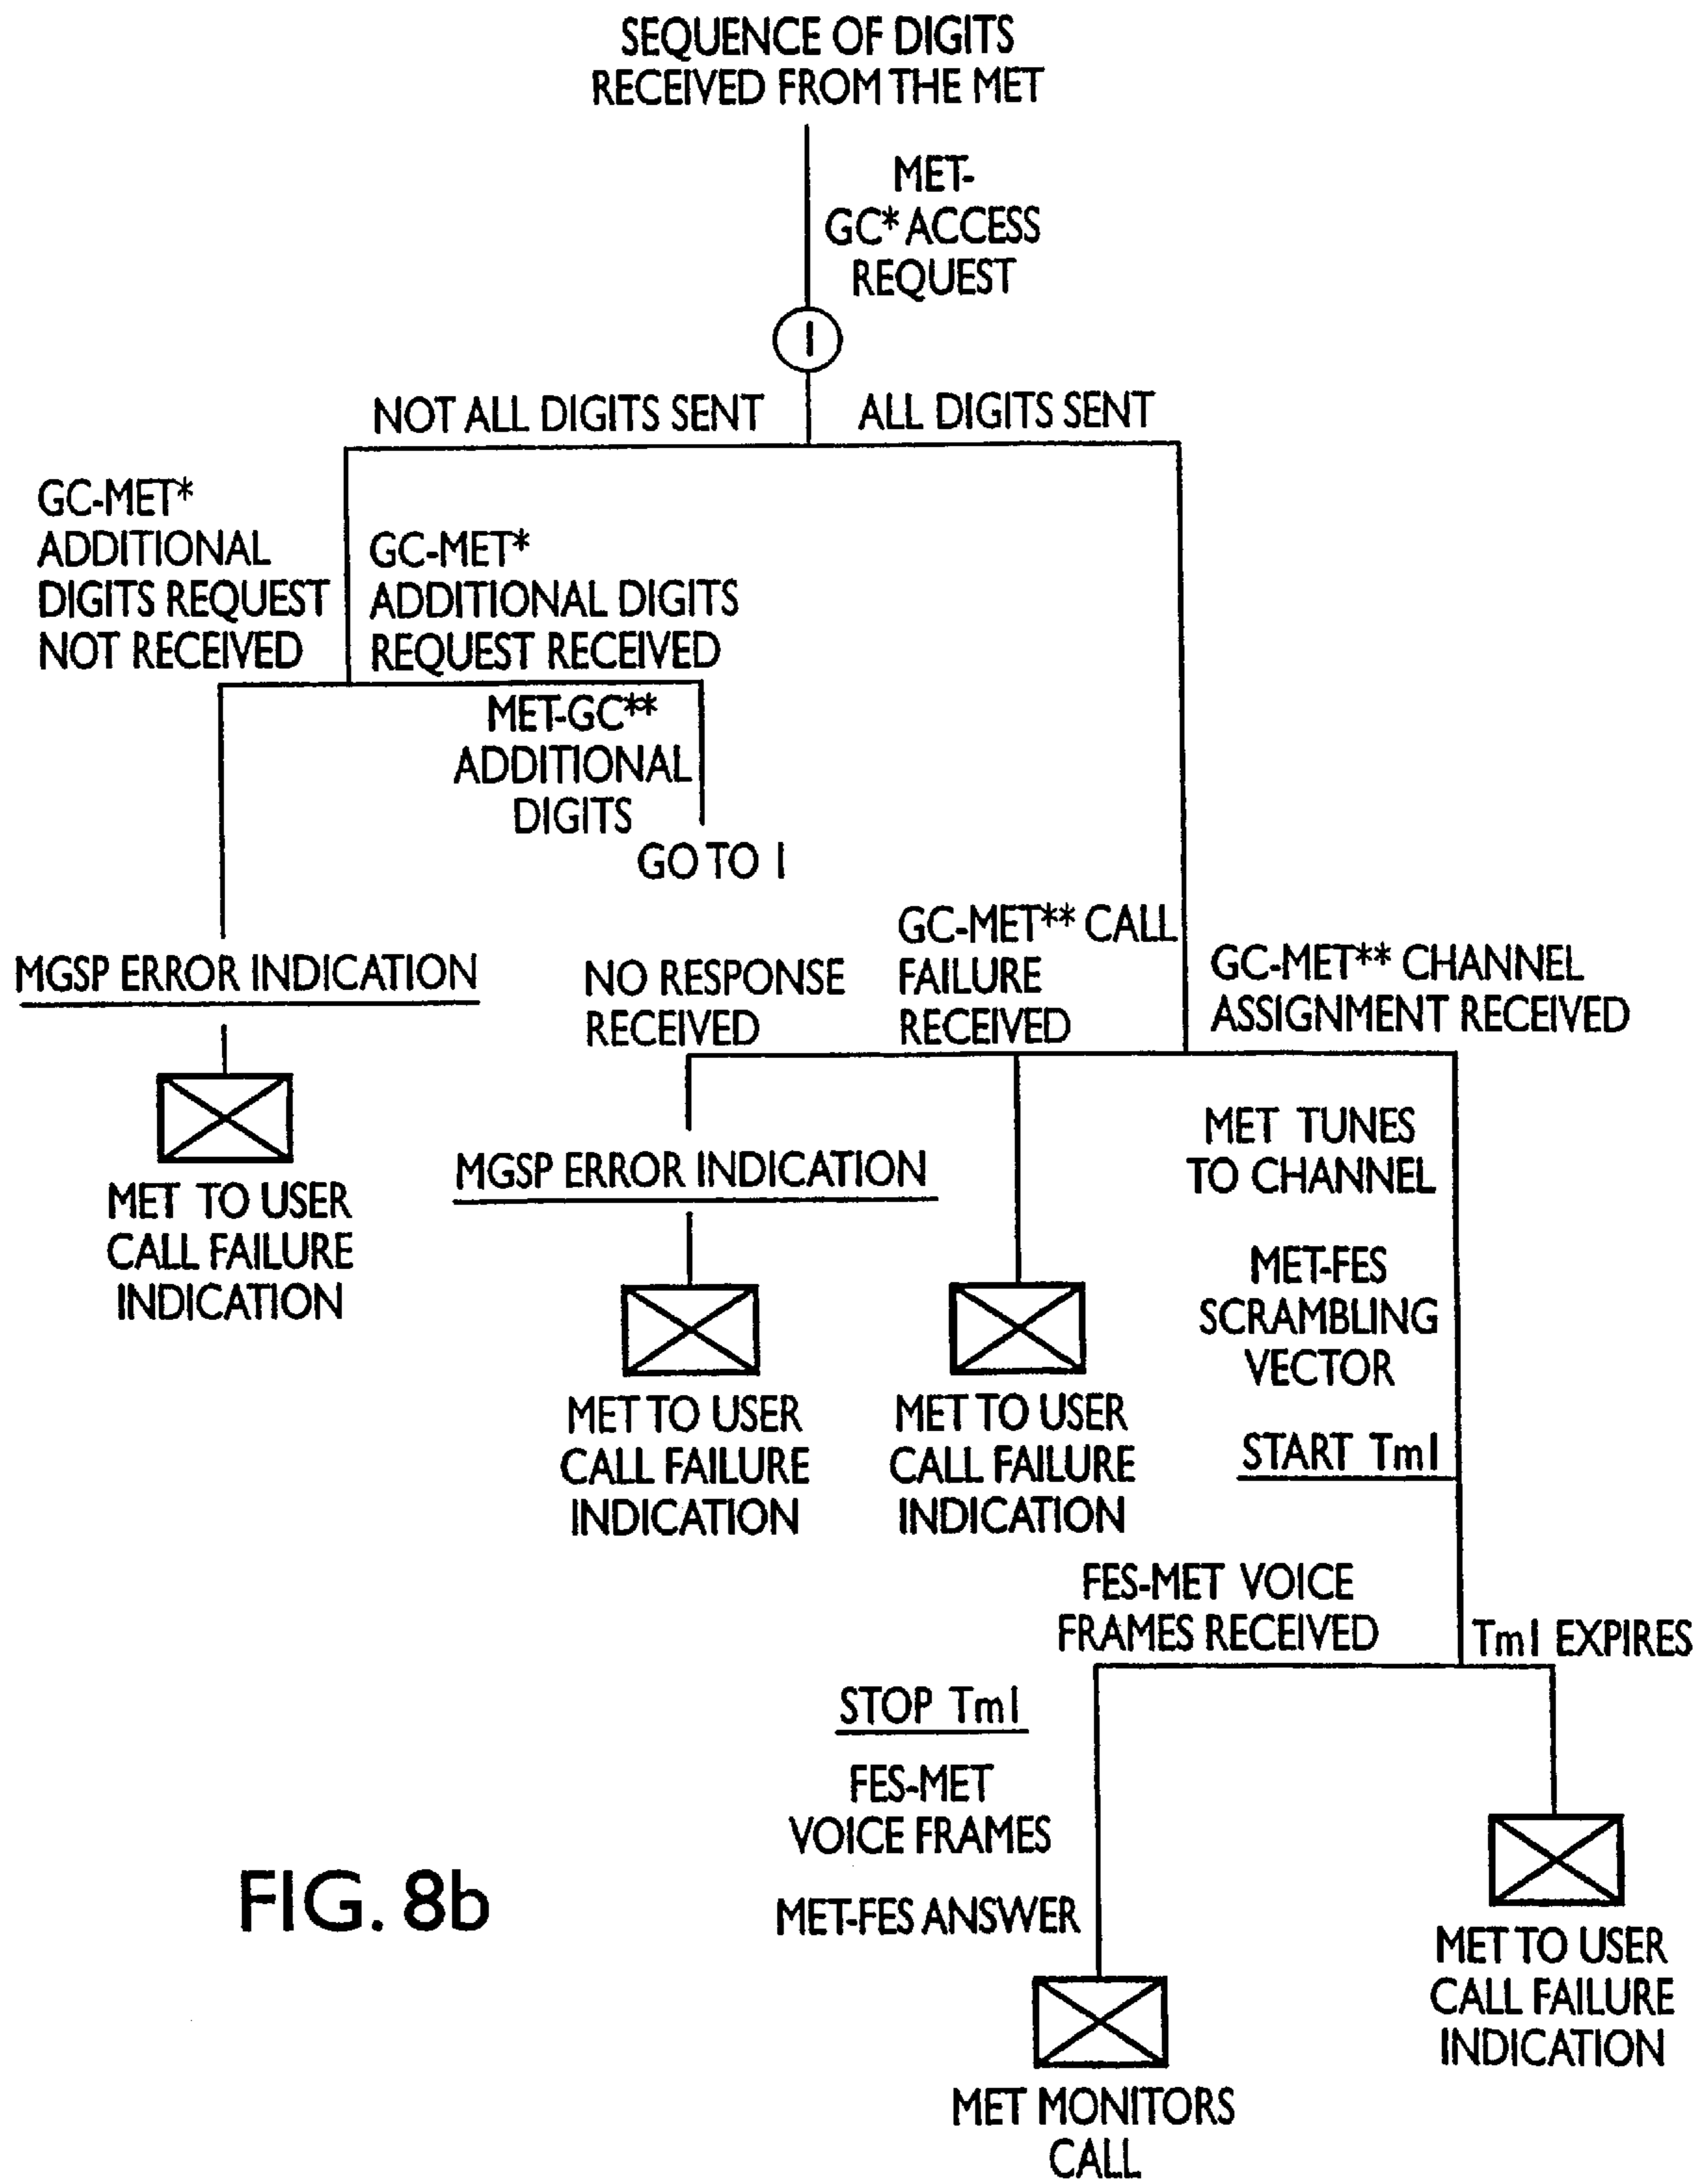 SEQUENCE OF DIGITS
RECEIVED FROM THE MET
MET-
GC* ACCESS
REQUEST
1
NOT ALL DIGITS SENT
ALL DIGITS SENT
GC-MET*
ADDITIONAL
DIGITS REQUEST
NOT RECEIVED
GC-MET*
ADDITIONAL DIGITS
REQUEST RECEIVED
MET-GC**
ADDITIONAL
DIGITS
GO TO 1
MGSP ERROR INDICATION
MET TO USER
CALL FAILURE
INDICATION
NO RESPONSE
RECEIVED
GC-MET** CALL
FAILURE
RECEIVED
GC-MET** CHANNEL
ASSIGNMENT RECEIVED
MGSP ERROR INDICATION
MET TO USER
CALL FAILURE
INDICATION
MET TO USER
CALL FAILURE
INDICATION
MET TUNES
TO CHANNEL
MET-FES
SCRAMBLING
VECTOR
START Tm1
FES-MET VOICE
FRAMES RECEIVED
Tm1 EXPIRES
STOP Tm1
FES-MET
VOICE FRAMES
MET-FES ANSWER
MET MONITORS
CALL
MET TO USER
CALL FAILURE
INDICATION
FIG. 8b